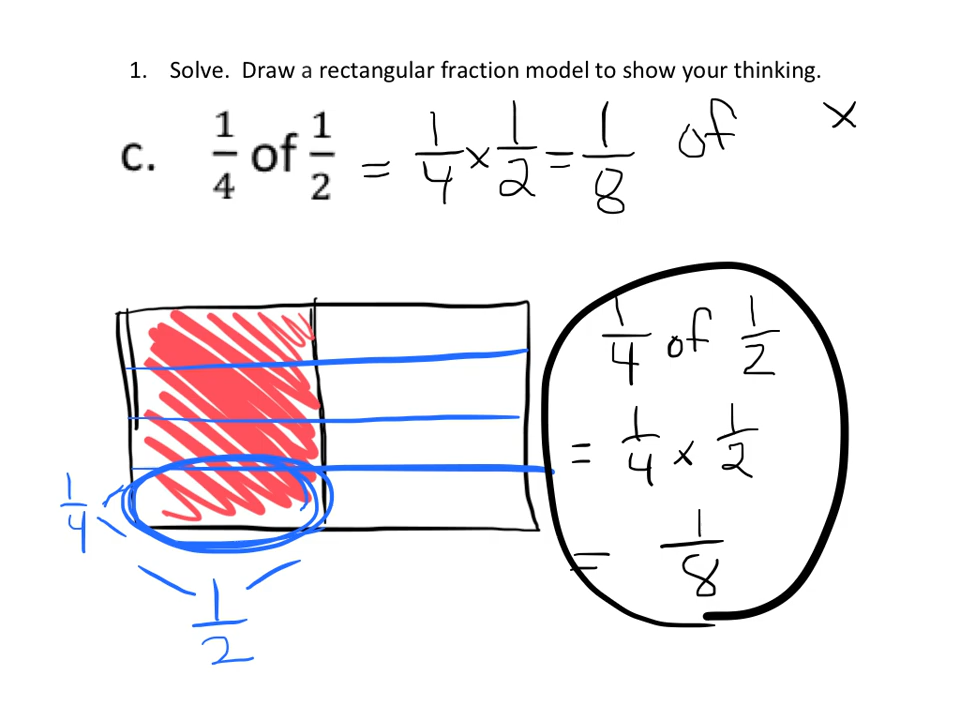 1. Solve. Draw a rectangular fraction model to show your thinking.
c. 1/4 of 1/2 = 1/4 × 1/2 = 1/8 of ×
1/4 of 1/2
= 1/4 × 1/2
= 1/8
1/4
1/2